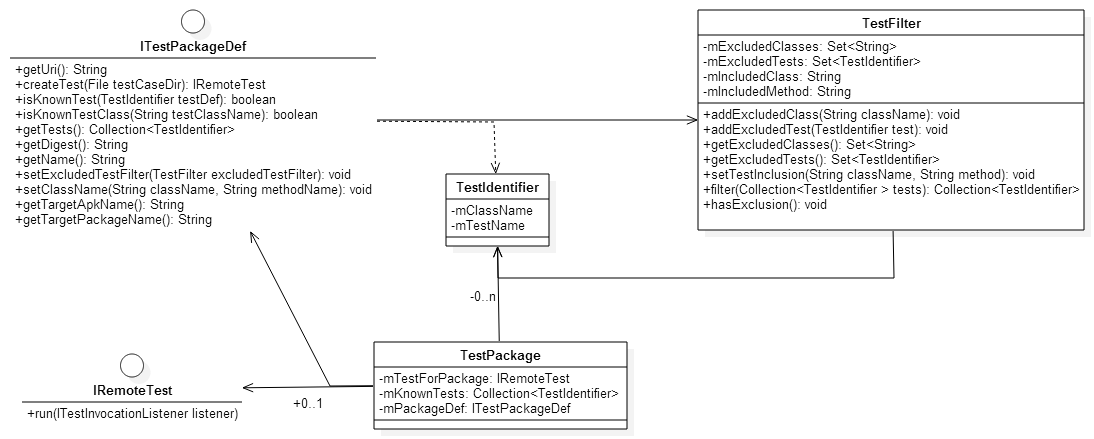 ITestPackageDef
+getUri(): String
+createTest(File testCaseDir): IRemoteTest
+isKnownTest(TestIdentifier testDef): boolean
+isKnownTestClass(String testClassName): boolean
+getTests(): Collection<TestIdentifier>
+getDigest(): String
+getName(): String
+setExcludedTestFilter(TestFilter excludedTestFilter): void
+setClassName(String className, String methodName): void
+getTargetApkName(): String
+getTargetPackageName(): String
TestFilter
-mExcludedClasses: Set<String>
-mExcludedTests: Set<TestIdentifier>
-mIncludedClass: String
-mIncludedMethod: String
+addExcludedClass(String className): void
+addExcludedTest(TestIdentifier test): void
+getExcludedClasses(): Set<String>
+getExcludedTests(): Set<TestIdentifier>
+setTestInclusion(String className, String method): void
+filter(Collection<TestIdentifier > tests): Collection<TestIdentifier>
+hasExclusion(): void
TestIdentifier
-mClassName
-mTestName
-0..n
TestPackage
-mTestForPackage: IRemoteTest
-mKnownTests: Collection<TestIdentifier>
-mPackageDef: ITestPackageDef
IRemoteTest
+run(ITestInvocationListener listener)
+0..1